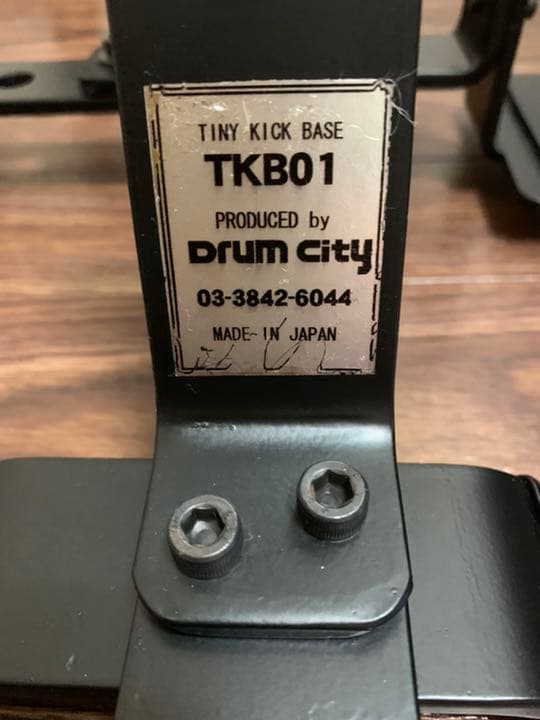 TINY KICK BASE
TKB01
PRODUCED by
Drum City
03-3842-6044
MADE IN JAPAN